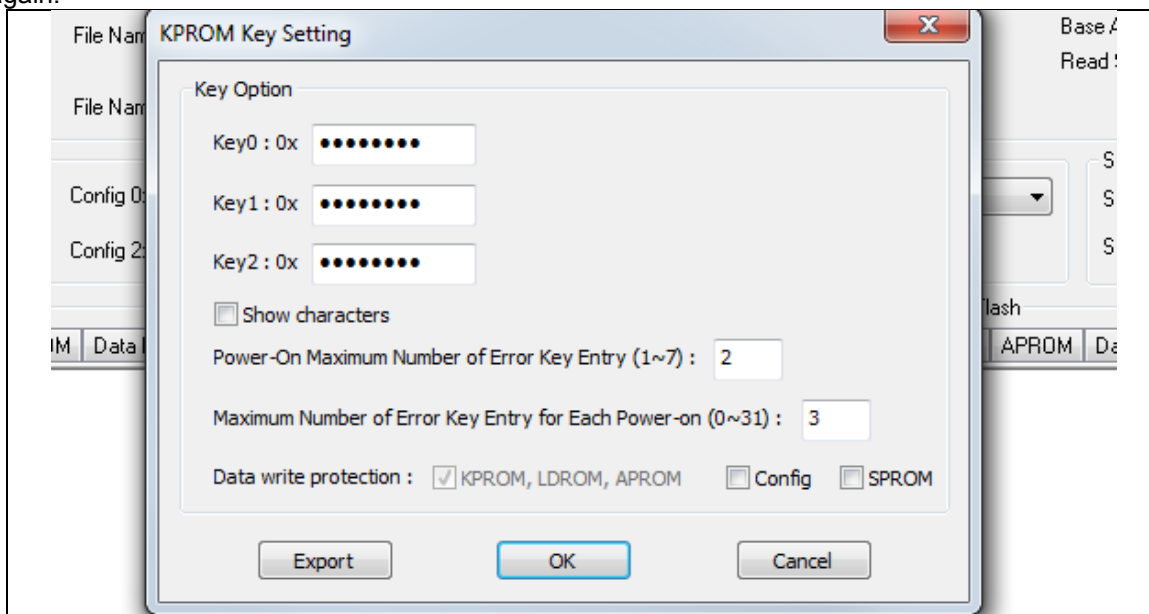 again.
File Nam
KPROM Key Setting
Base A
Read S
Key Option
File Nam
Key0 : 0x ••••••••
Config 0:
Key1 : 0x ••••••••
S
S
Config 2:
Key2 : 0x ••••••••
S
Show characters
lash
OM Data
Power-On Maximum Number of Error Key Entry (1~7) : 2
APROM Da
Maximum Number of Error Key Entry for Each Power-on (0~31) : 3
Data write protection : KPROM, LDROM, APROM Config SPROM
Export OK Cancel